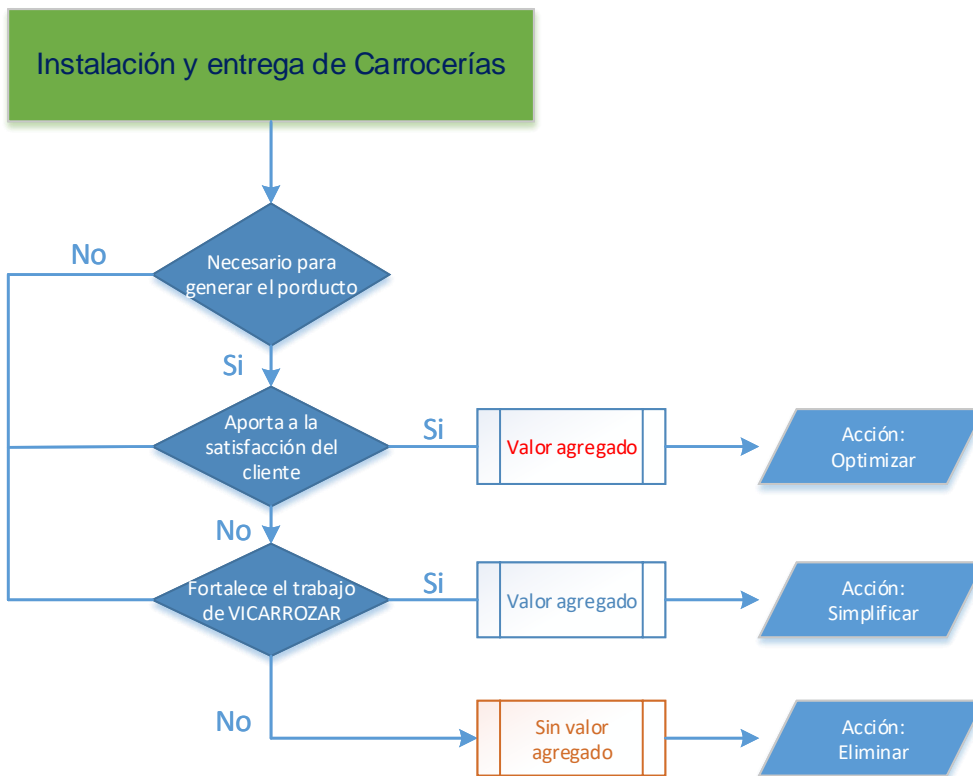 Instalación y entrega de Carrocerías
No
Necesario para
generar el porducto
Si
Aporta a la
satisfacción del
cliente
Si
Valor agregado
Acción:
Optimizar
No
Fortalece el trabajo
de VICARROZAR
Si
Valor agregado
Acción:
Simplificar
No
Sin valor
agregado
Acción:
Eliminar